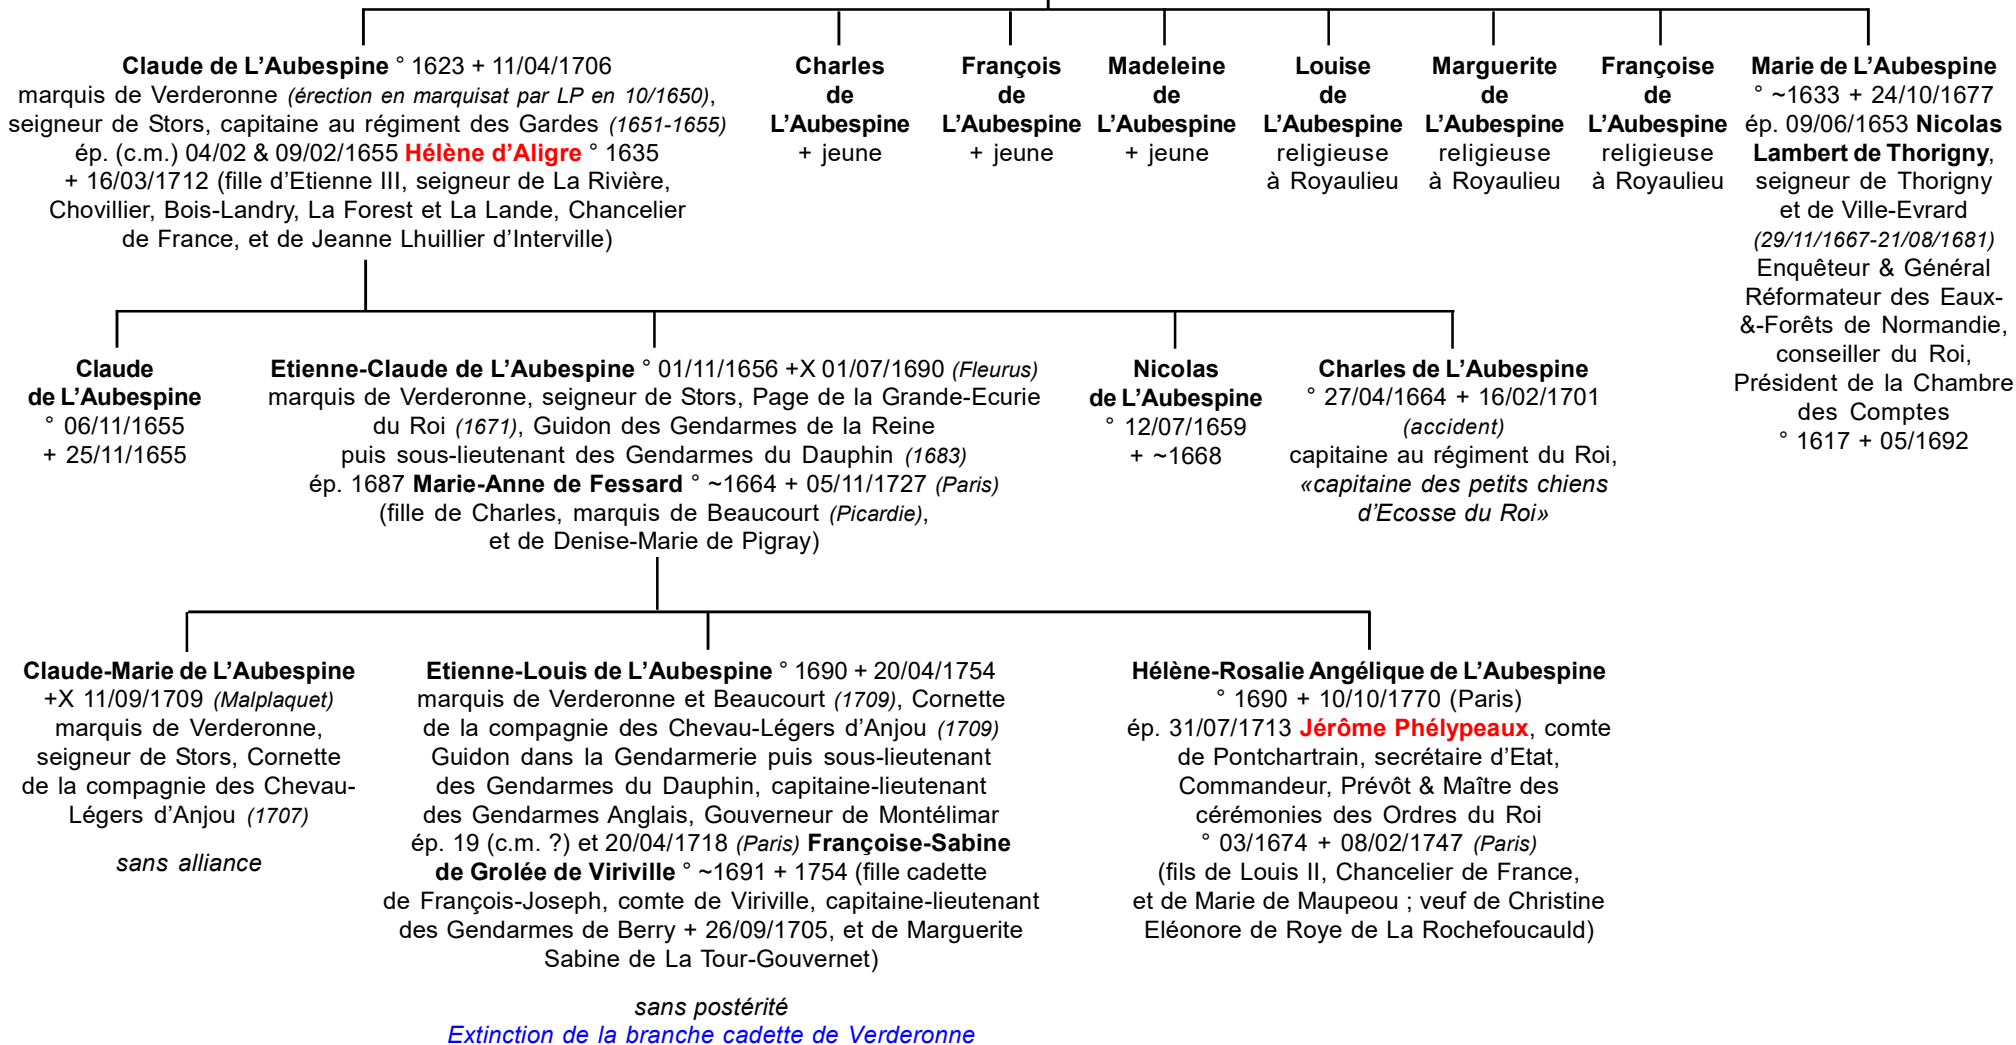 Claude de L'Aubespine ° 1623 + 11/04/1706
marquis de Verderonne (érection en marquisat par LP en 10/1650),
seigneur de Stors, capitaine au régiment des Gardes (1651-1655)
ép. (c.m.) 04/02 & 09/02/1655 Hélène d'Aligre ° 1635
+ 16/03/1712 (fille d'Etienne III, seigneur de La Rivière,
Chovillier, Bois-Landry, La Forest et La Lande, Chancelier
de France, et de Jeanne Lhuillier d'Interville)
Charles
de
L'Aubespine
+ jeune
François
de
L'Aubespine
+ jeune
Madeleine
de
L'Aubespine
+ jeune
Louise
de
L'Aubespine
religieuse
à Royaulieu
Marguerite
de
L'Aubespine
religieuse
à Royaulieu
Françoise
de
L'Aubespine
religieuse
à Royaulieu
Marie de L'Aubespine
° ~1633 + 24/10/1677
ép. 09/06/1653 Nicolas
Lambert de Thorigny,
seigneur de Thorigny
et de Ville-Evrard
(29/11/1667-21/08/1681)
Enquêteur & Général
Réformateur des Eaux-
&-Forêts de Normandie,
conseiller du Roi,
Président de la Chambre
des Comptes
° 1617 + 05/1692
Claude
de L'Aubespine
° 06/11/1655
+ 25/11/1655
Etienne-Claude de L'Aubespine ° 01/11/1656 +X 01/07/1690 (Fleurus)
marquis de Verderonne, seigneur de Stors, Page de la Grande-Ecurie
du Roi (1671), Guidon des Gendarmes de la Reine
puis sous-lieutenant des Gendarmes du Dauphin (1683)
ép. 1687 Marie-Anne de Fessard ° ~1664 + 05/11/1727 (Paris)
(fille de Charles, marquis de Beaucourt (Picardie),
et de Denise-Marie de Pigray)
Nicolas
de L'Aubespine
° 12/07/1659
+ ~1668
Charles de L'Aubespine
° 27/04/1664 + 16/02/1701
(accident)
capitaine au régiment du Roi,
«capitaine des petits chiens
d'Ecosse du Roi»
Claude-Marie de L'Aubespine
+X 11/09/1709 (Malplaquet)
marquis de Verderonne,
seigneur de Stors, Cornette
de la compagnie des Chevau-
Légers d'Anjou (1707)
sans alliance
Etienne-Louis de L'Aubespine ° 1690 + 20/04/1754
marquis de Verderonne et Beaucourt (1709), Cornette
de la compagnie des Chevau-Légers d'Anjou (1709)
Guidon dans la Gendarmerie puis sous-lieutenant
des Gendarmes du Dauphin, capitaine-lieutenant
des Gendarmes Anglais, Gouverneur de Montélimar
ép. 19 (c.m. ?) et 20/04/1718 (Paris) Françoise-Sabine
de Grolée de Viriville ° ~1691 + 1754 (fille cadette
de François-Joseph, comte de Viriville, capitaine-lieutenant
des Gendarmes de Berry + 26/09/1705, et de Marguerite
Sabine de La Tour-Gouvernet)
sans postérité
Extinction de la branche cadette de Verderonne
Hélène-Rosalie Angélique de L'Aubespine
° 1690 + 10/10/1770 (Paris)
ép. 31/07/1713 Jérôme Phélypeaux, comte
de Pontchartrain, secrétaire d'Etat,
Commandeur, Prévôt & Maître des
cérémonies des Ordres du Roi
° 03/1674 + 08/02/1747 (Paris)
(fils de Louis II, Chancelier de France,
et de Marie de Maupeou ; veuf de Christine
Eléonore de Roye de La Rochefoucauld)